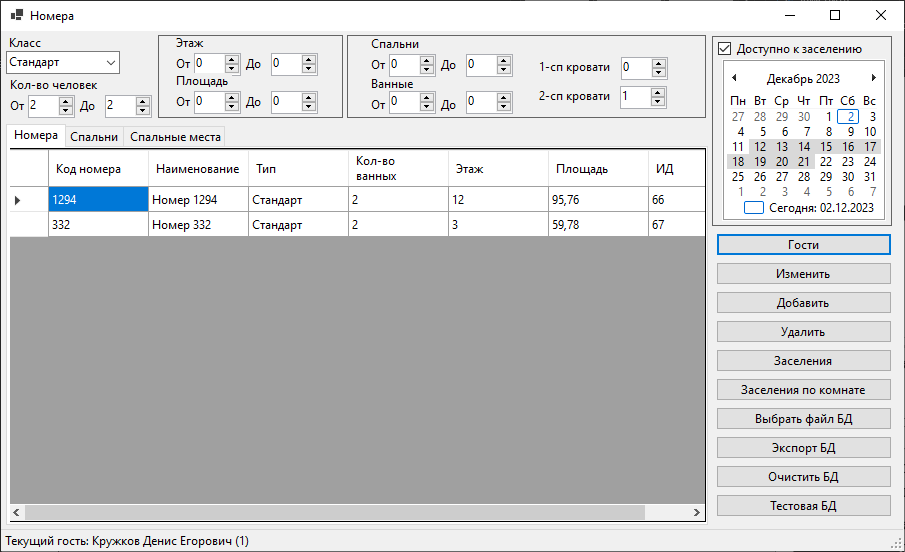 Номера
Класс
Стандарт
Кол-во человек
От 2 До 2
Этаж
От 0 До 0
Площадь
От 0 До 0
Спальни
От 0 До 0
Ванные
От 0 До 0
1-сп кровати 0
2-сп кровати 1
Доступно к заселению
Декабрь 2023
Пн Вт Ср Чт Пт Сб Вс
27 28 29 30 1 2 3
4 5 6 7 8 9 10
11 12 13 14 15 16 17
18 19 20 21 22 23 24
25 26 27 28 29 30 31
1 2 3 4 5 6 7
Сегодня: 02.12.2023
Номера Спальни Спальные места
Код номера Наименование Тип Кол-во ванных Этаж Площадь ИД
1294 Номер 1294 Стандарт 2 12 95,76 66
332 Номер 332 Стандарт 2 3 59,78 67
Гости
Изменить
Добавить
Удалить
Заселения
Заселения по комнате
Выбрать файл БД
Экспорт БД
Очистить БД
Тестовая БД
Текущий гость: Кружков Денис Егорович (1)